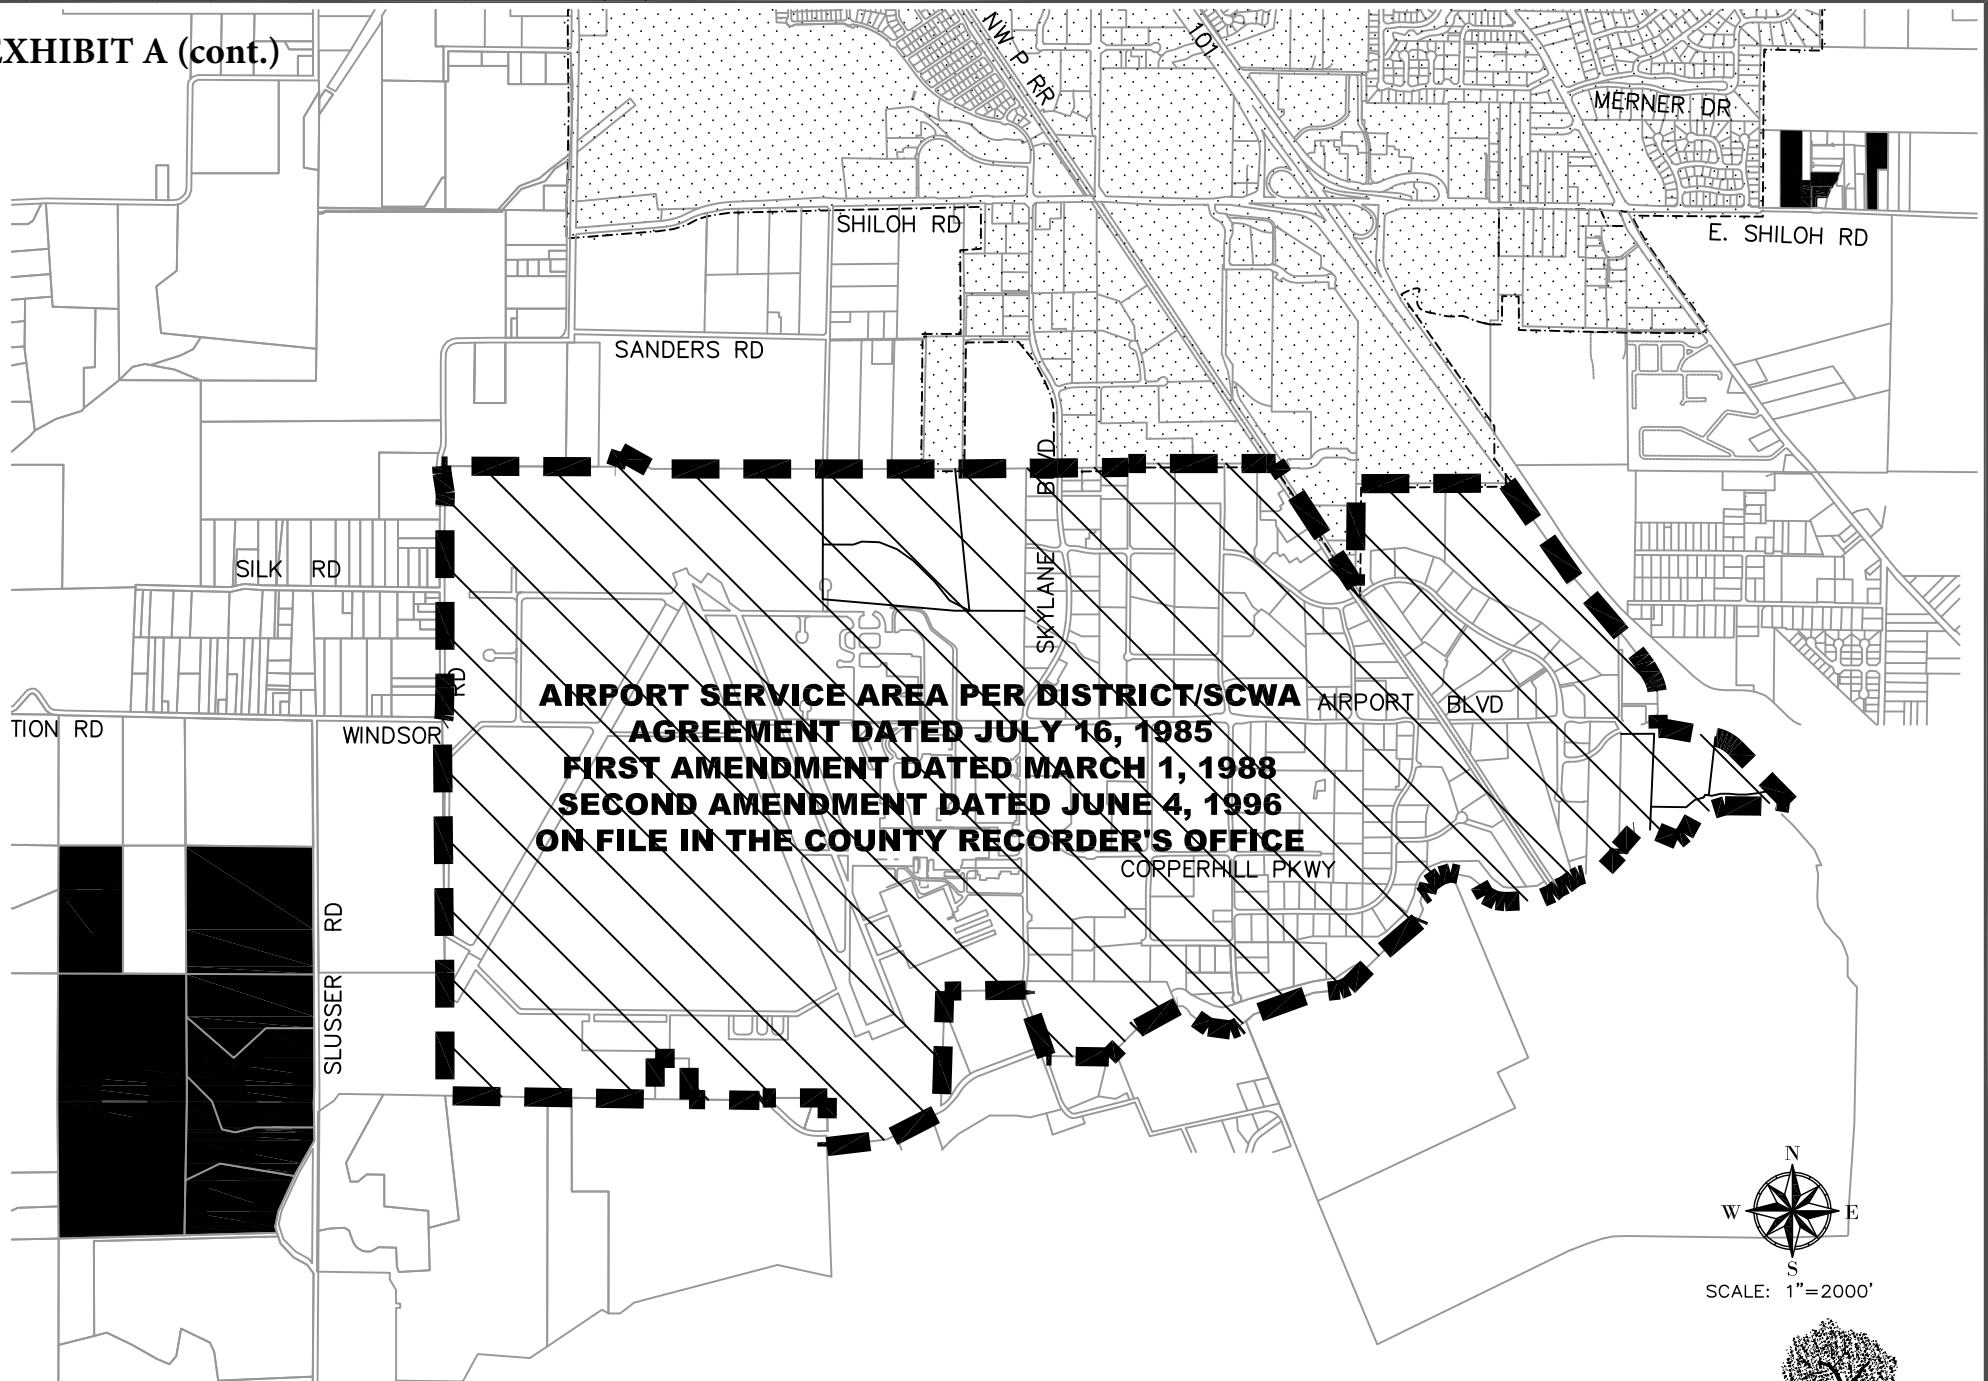 EXHIBIT A (cont.)
NW P RR
101
MERNER DR
SHILOH RD
E. SHILOH RD
SANDERS RD
SKYLANE BLVD
SILK RD
RD
AIRPORT SERVICE AREA PER DISTRICT/SCWA
AGREEMENT DATED JULY 16, 1985
FIRST AMENDMENT DATED MARCH 1, 1988
SECOND AMENDMENT DATED JUNE 4, 1996
ON FILE IN THE COUNTY RECORDER'S OFFICE
AIRPORT BLVD
TION RD
WINDSOR
COPPERHILL PKWY
SLUSSER RD
N
W E
S
SCALE: 1"=2000'